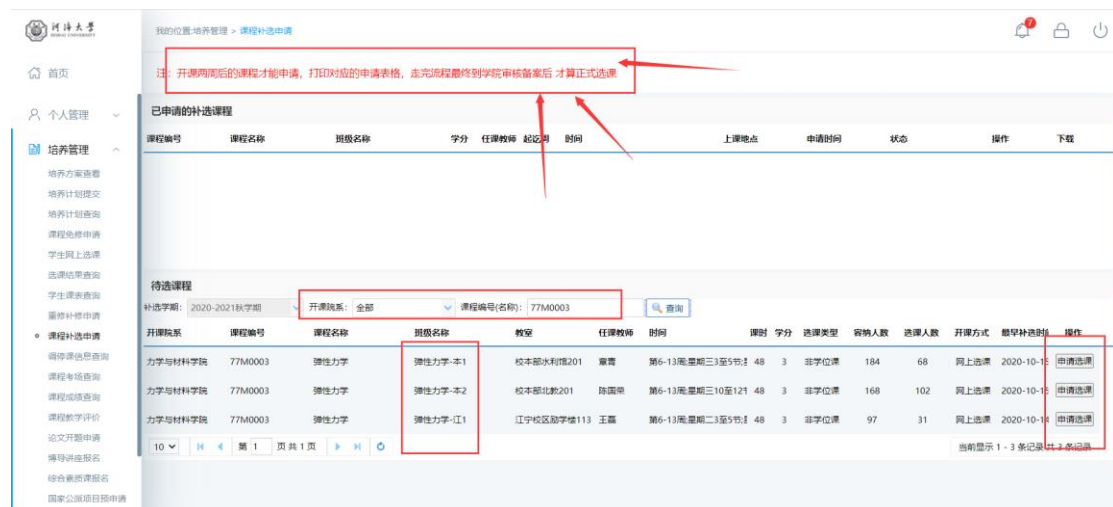 河海大学
HOHAI UNIVERSITY
我的位置:培养管理 > 课程补选申请
首页
注：开课两周后的课程才能申请，打印对应的申请表格，走完流程最终到学院审核备案后 才算正式选课
个人管理
已申请的补选课程
课程编号 课程名称 班级名称 学分 任课教师 起迄周 时间 上课地点 申请时间 状态 操作 下载
培养管理
培养方案查看
培养计划提交
培养计划查询
课程免修申请
学生网上选课
选课结果查询
学生课表查询
重修补修申请
课程补选申请
调停课信息查询
课程考场查询
课程成绩查询
课程教学评价
论文开题申请
博导讲座报名
综合素质课报名
国家公派项目预申请
待选课程
补选学期: 2020-2021秋学期 开课院系: 全部 课程编号(名称): 77M0003 查询
开课院系 课程编号 课程名称 班级名称 教室 任课教师 时间 课时 学分 选课类型 容纳人数 选课人数 开课方式 最早补选时 操作
力学与材料学院 77M0003 弹性力学 弹性力学-本1 校本部水利馆201 章青 第6-13周;星期三3至5节; 48 3 非学位课 184 68 网上选课 2020-10-15 申请选课
力学与材料学院 77M0003 弹性力学 弹性力学-本2 校本部北教201 陈国荣 第6-13周;星期三10至12节 48 3 非学位课 168 102 网上选课 2020-10-15 申请选课
力学与材料学院 77M0003 弹性力学 弹性力学-江1 江宁校区励学楼113 王磊 第6-13周;星期二3至5节; 48 3 非学位课 97 31 网上选课 2020-10-14 申请选课
10 第 1 页共1页 当前显示 1 - 3 条记录 共 3 条记录